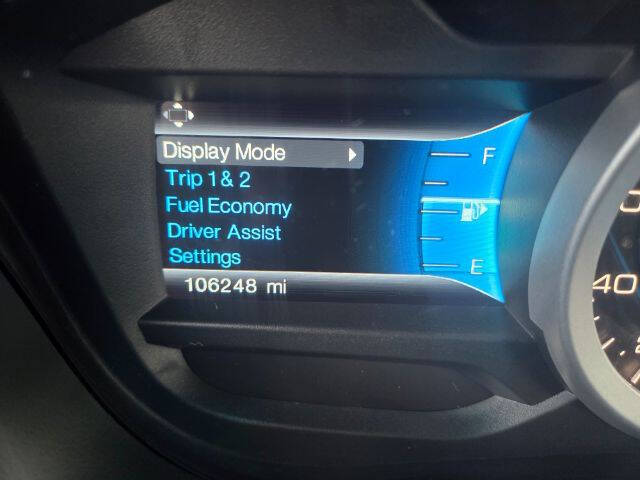 Display Mode
F
Trip 1 & 2
Fuel Economy
Driver Assist
Settings
E
106248 mi
40